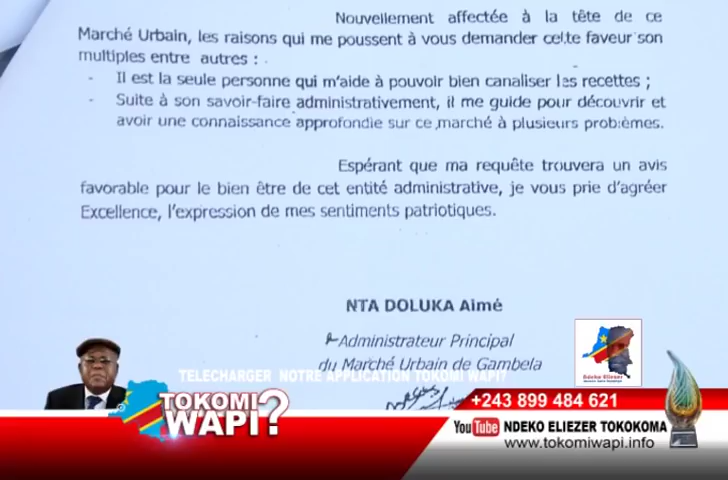 Nouvellement affectée à la tête de ce
Marché Urbain, les raisons qui me poussent à vous demander cette faveur son
multiples entre autres :
- Il est la seule personne qui m'aide à pouvoir bien canaliser les recettes ;
- Suite à son savoir-faire administrativement, il me guide pour découvrir et
avoir une connaissance approfondie sur ce marché à plusieurs problèmes.
Espérant que ma requête trouvera un avis
favorable pour le bien être de cet entité administrative, je vous prie d'agréer
Excellence, l'expression de mes sentiments patriotiques.
NTA DOLUKA Aimé
Administrateur Principal
du Marché Urbain de Gambela
TELECHARGER NOTRE APPLICATION TOKOMI WAPI?
TOKOMI
WAPI?
Ndeko Eliezer
+243 899 484 621
YouTube NDEKO ELIEZER TOKOKOMA
www.tokomiwapi.info